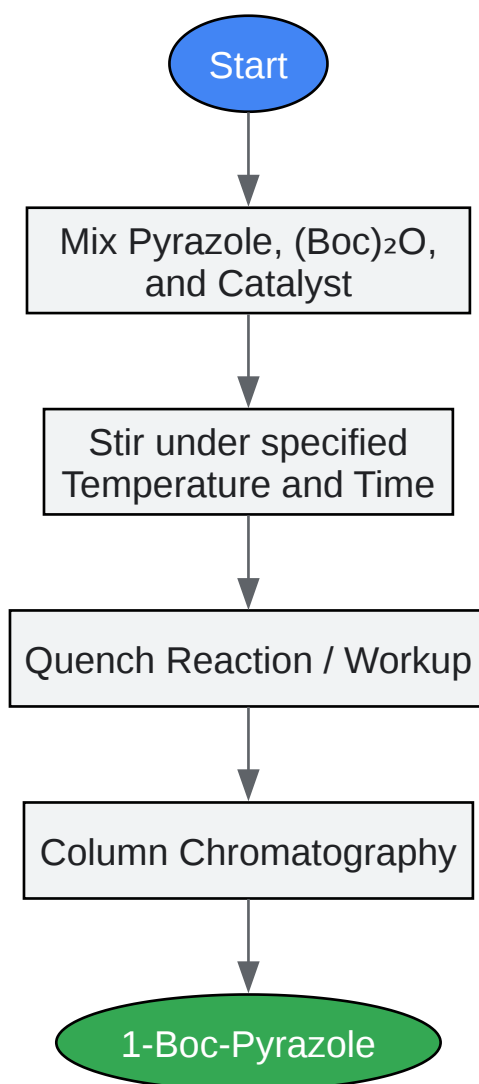 Start
Mix Pyrazole, (Boc)₂O,
and Catalyst
Stir under specified
Temperature and Time
Quench Reaction / Workup
Column Chromatography
1-Boc-Pyrazole